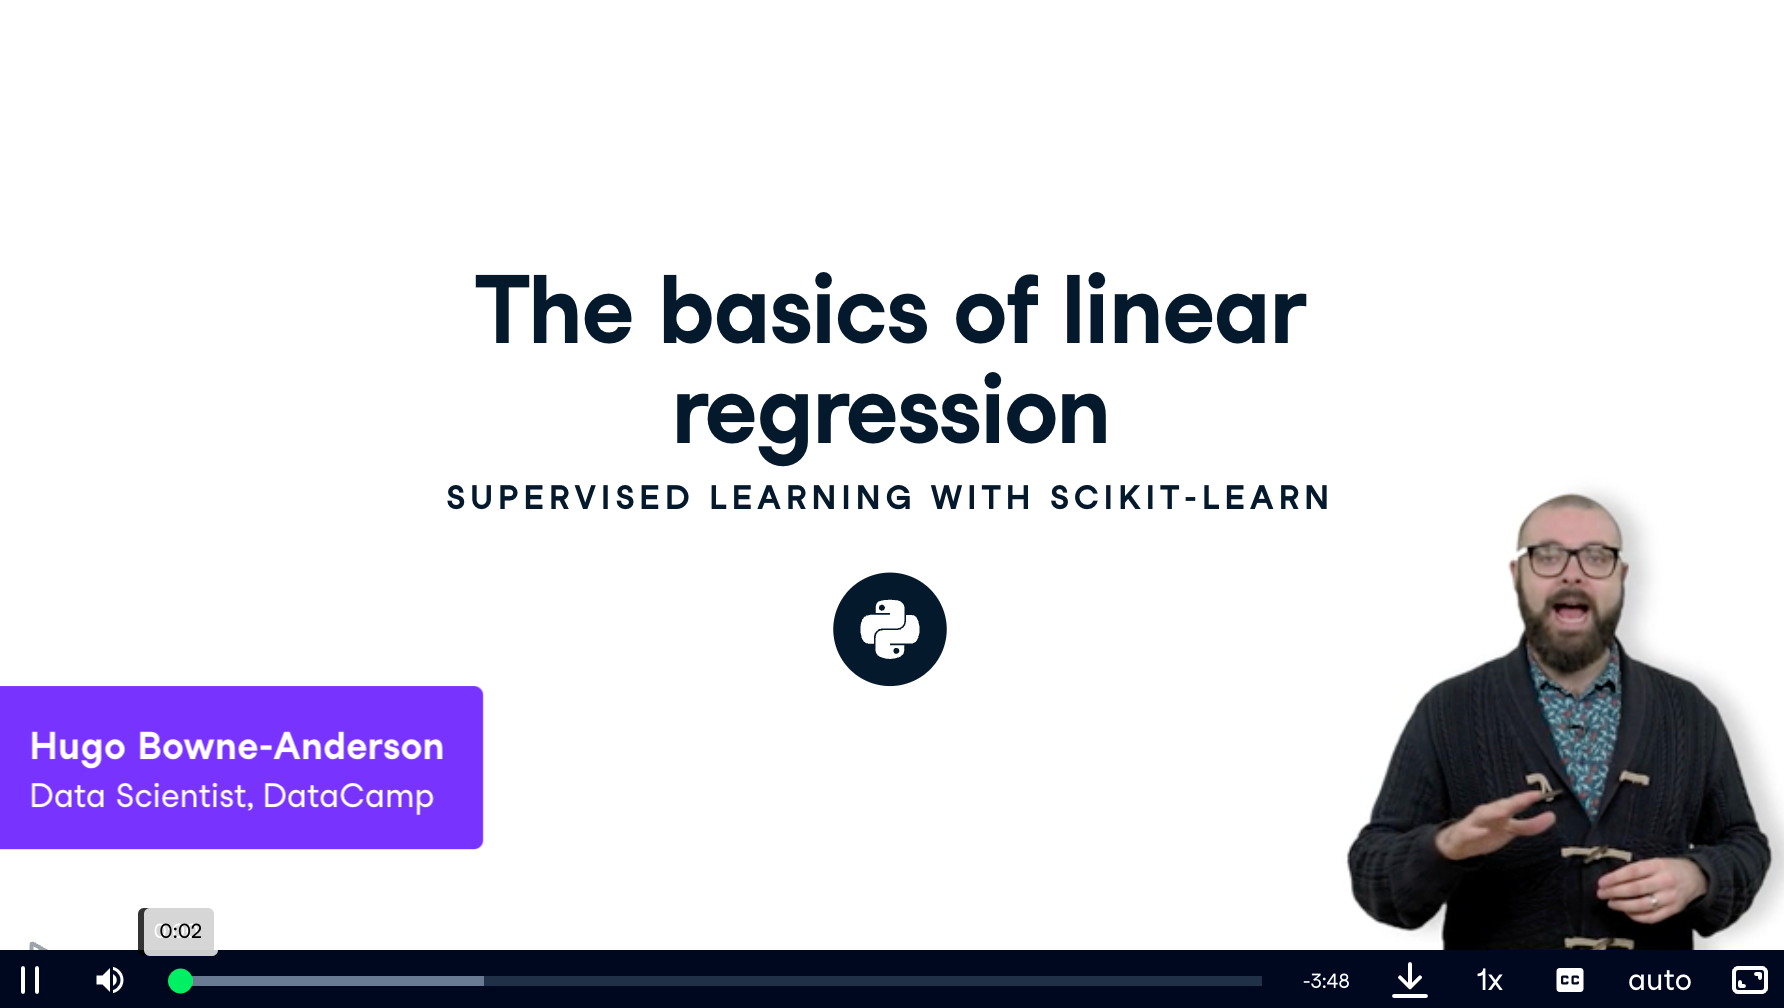 The basics of linear
regression
SUPERVISED LEARNING WITH SCIKIT-LEARN
Hugo Bowne-Anderson
Data Scientist, DataCamp
0:02
-3:48
1x
CC
auto